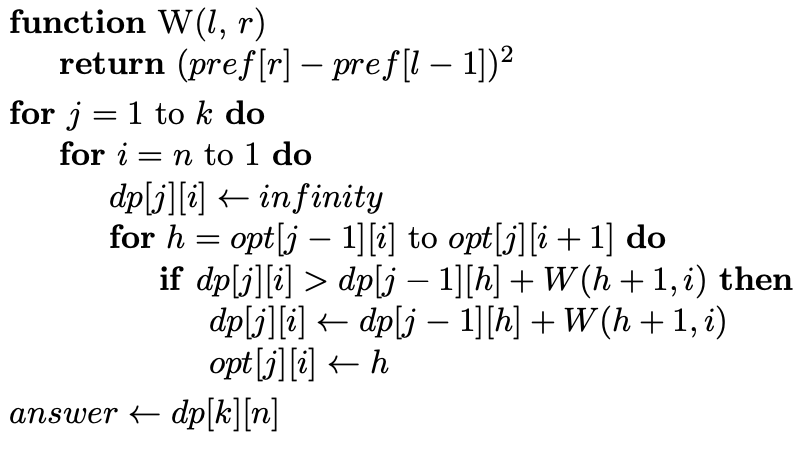 function W(l, r)
return (pref[r] − pref[l − 1])²
for j = 1 to k do
for i = n to 1 do
dp[j][i] ← infinity
for h = opt[j − 1][i] to opt[j][i + 1] do
if dp[j][i] > dp[j − 1][h] + W(h + 1, i) then
dp[j][i] ← dp[j − 1][h] + W(h + 1, i)
opt[j][i] ← h
answer ← dp[k][n]